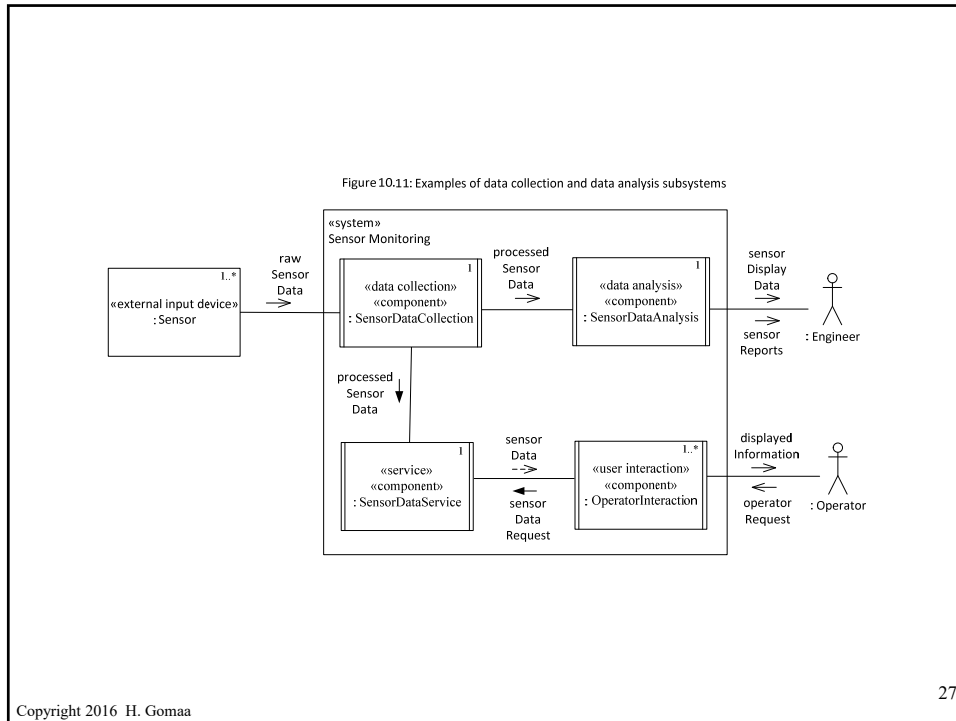 Figure 10.11: Examples of data collection and data analysis subsystems
«system»
Sensor Monitoring
1..*
«external input device»
: Sensor
raw
Sensor
Data
1
«data collection»
«component»
: SensorDataCollection
processed
Sensor
Data
1
«data analysis»
«component»
: SensorDataAnalysis
sensor
Display
Data
sensor
Reports
: Engineer
processed
Sensor
Data
1
«service»
«component»
: SensorDataService
sensor
Data
sensor
Data
Request
1..*
«user interaction»
«component»
: OperatorInteraction
displayed
Information
operator
Request
: Operator
Copyright 2016 H. Gomaa
27